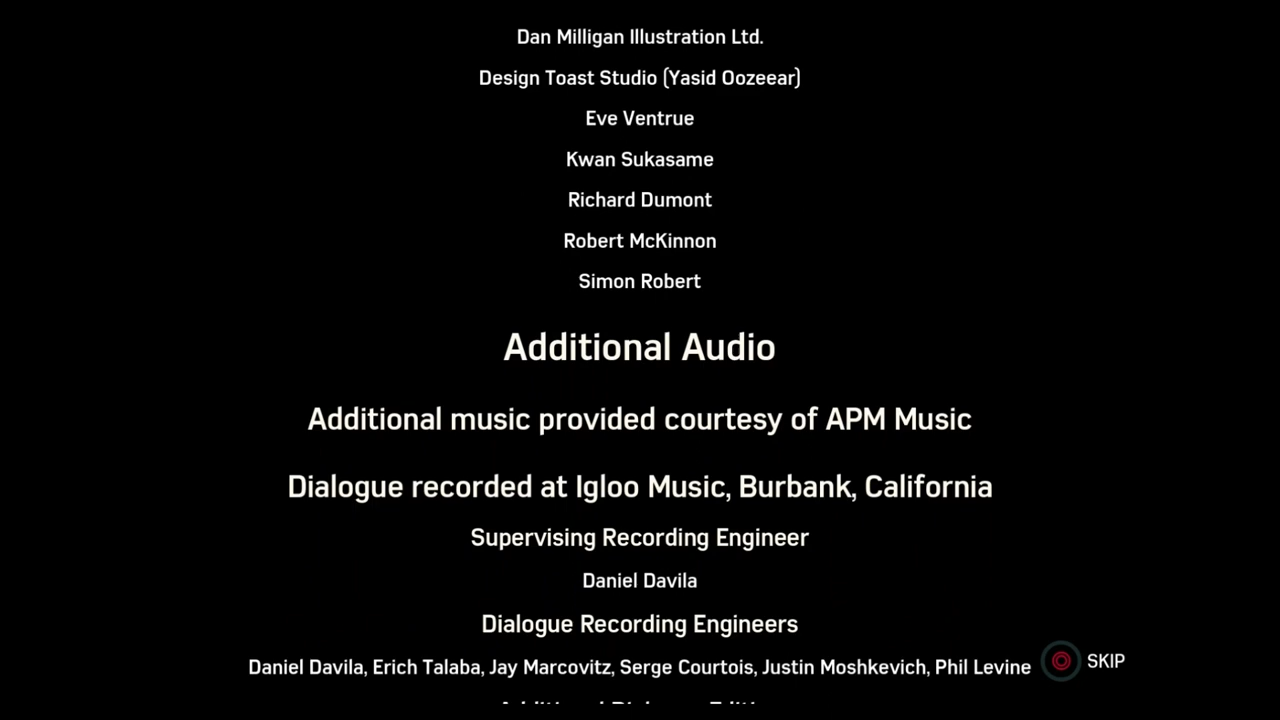 Dan Milligan Illustration Ltd.
Design Toast Studio (Yasid Oozeear)
Eve Ventrue
Kwan Sukasame
Richard Dumont
Robert McKinnon
Simon Robert
Additional Audio
Additional music provided courtesy of APM Music
Dialogue recorded at Igloo Music, Burbank, California
Supervising Recording Engineer
Daniel Davila
Dialogue Recording Engineers
Daniel Davila, Erich Talaba, Jay Marcovitz, Serge Courtois, Justin Moshkevich, Phil Levine
SKIP